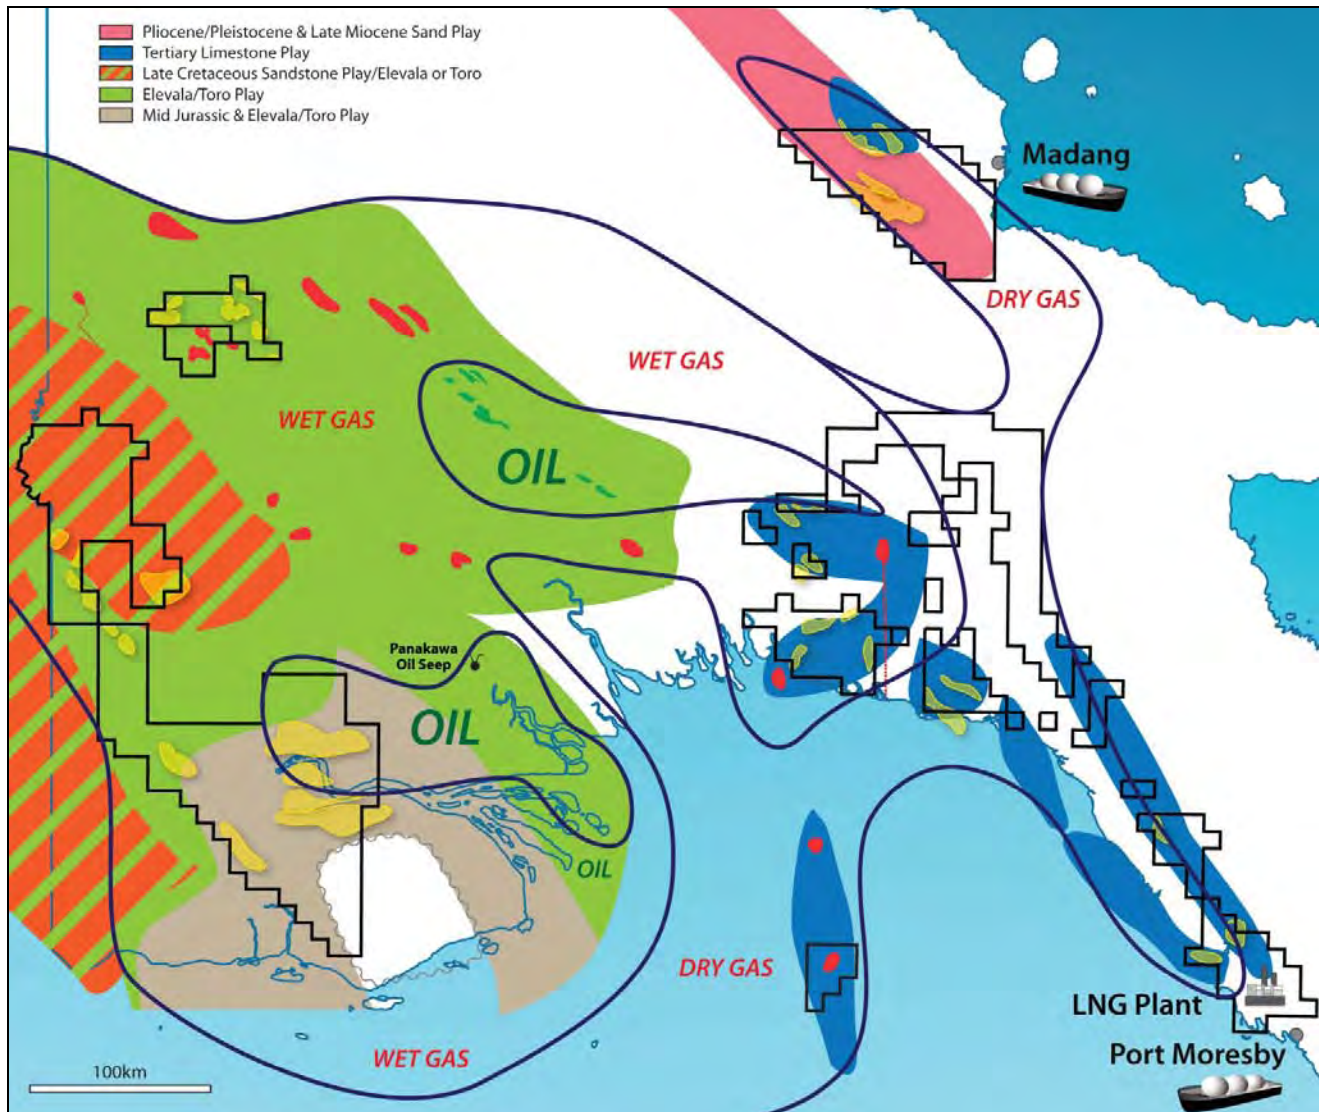 Pliocene/Pleistocene & Late Miocene Sand Play
Tertiary Limestone Play
Late Cretaceous Sandstone Play/Elevala or Toro
Elevala/Toro Play
Mid Jurassic & Elevala/Toro Play
Madang
DRY GAS
WET GAS
WET GAS
OIL
Panakawa
Oil Seep
OIL
OIL
DRY GAS
LNG Plant
WET GAS
Port Moresby
100km